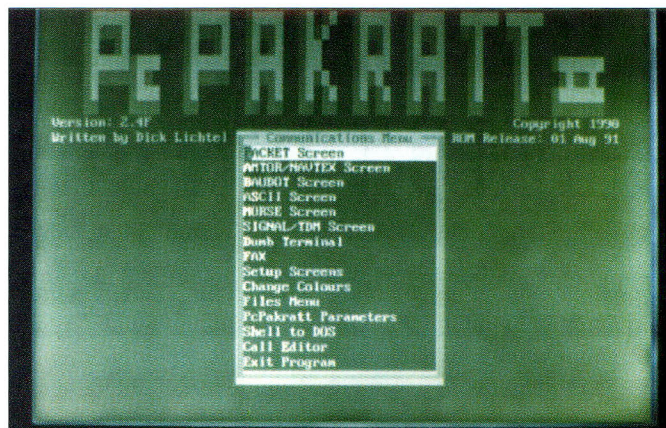 Pc PAKRATT II
Version: 2.4F
Copyright 1990
Written by Dick Lichtel
ROM Release: 01 Aug 91
Communications Menu
PACKET Screen
AMTOR/NAVTEX Screen
BAUDOT Screen
ASCII Screen
MORSE Screen
SIGNAL/TDM Screen
Dumb Terminal
FAX
Setup Screens
Change Colours
Files Menu
PcPakratt Parameters
Shell to DOS
Call Editor
Exit Program